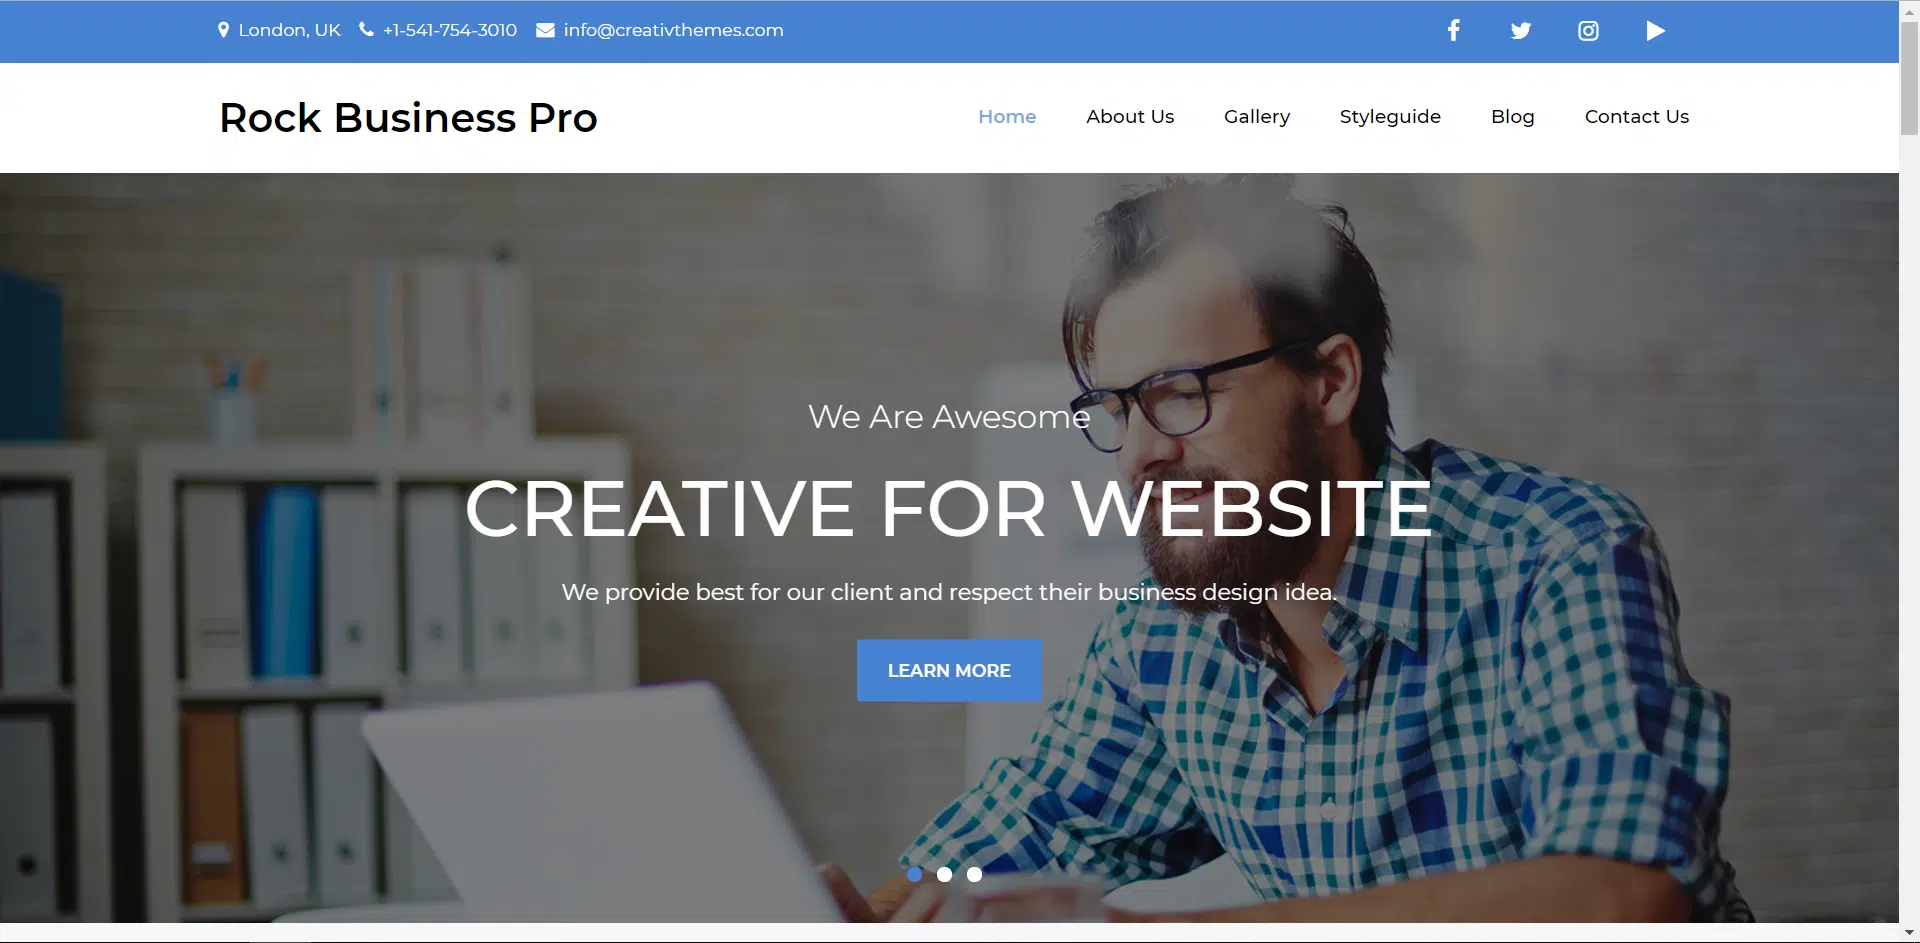 London, UK +1-541-754-3010 info@creativthemes.com
Rock Business Pro
Home About Us Gallery Styleguide Blog Contact Us
We Are Awesome
CREATIVE FOR WEBSITE
We provide best for our client and respect their business design idea.
LEARN MORE